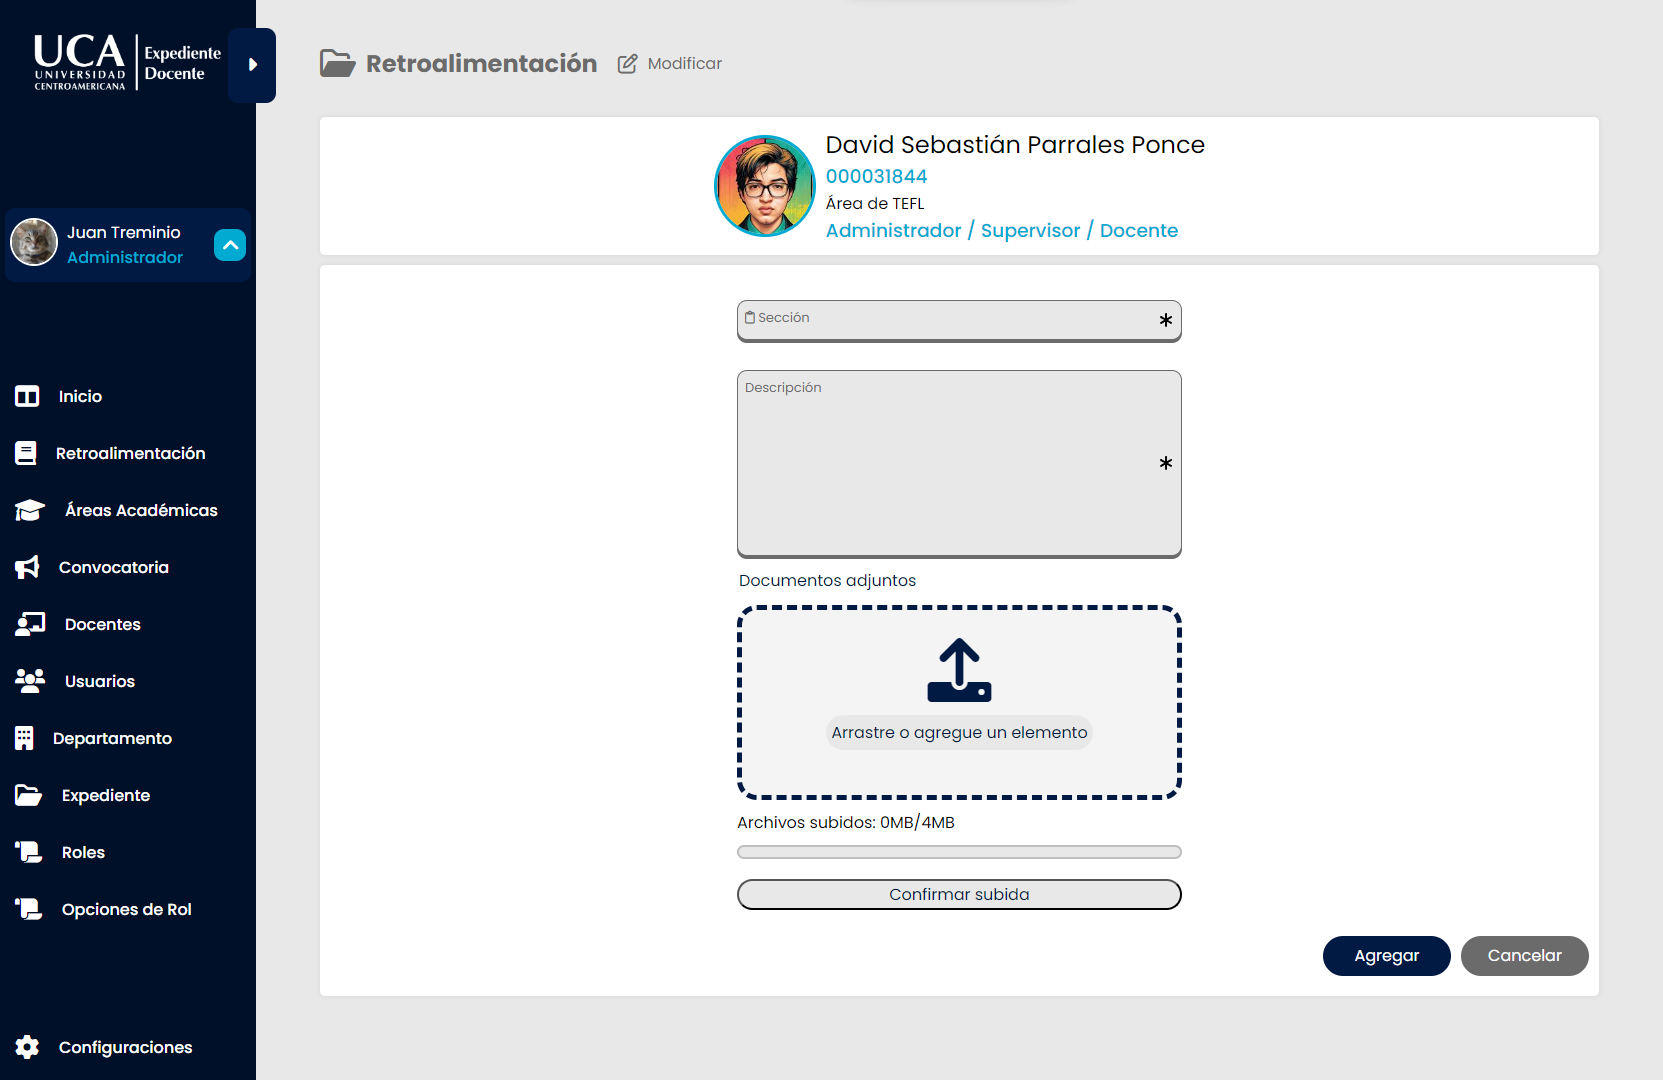 UCA
UNIVERSIDAD
CENTROAMERICANA
Expediente
Docente
Juan Treminio
Administrador
Inicio
Retroalimentación
Áreas Académicas
Convocatoria
Docentes
Usuarios
Departamento
Expediente
Roles
Opciones de Rol
Configuraciones
Retroalimentación
Modificar
David Sebastián Parrales Ponce
000031844
Área de TEFL
Administrador / Supervisor / Docente
Sección *
Descripción
*
Documentos adjuntos
Arrastre o agregue un elemento
Archivos subidos: 0MB/4MB
Confirmar subida
Agregar Cancelar